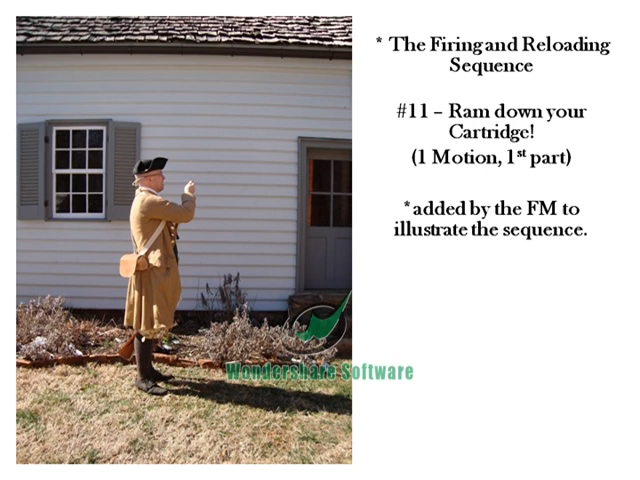 * The Firing and Reloading
Sequence
#11 – Ram down your
Cartridge!
(1 Motion, 1st part)
*added by the FM to
illustrate the sequence.
Wondershare Software